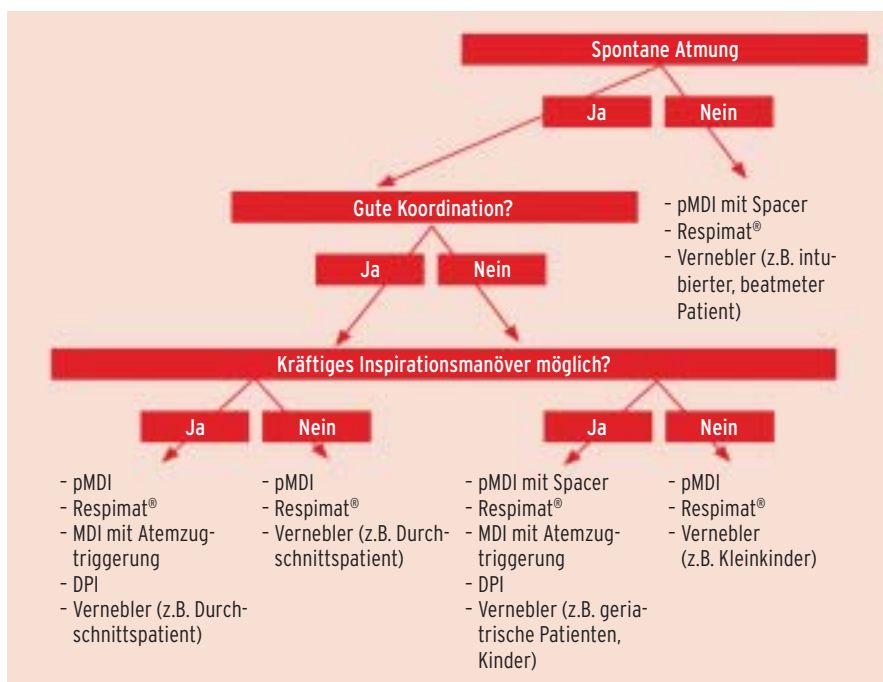 Spontane Atmung
Ja
Nein
- pMDI mit Spacer
- Respimat®
- Vernebler (z.B. intu-
bierter, beatmeter
Patient)
Gute Koordination?
Ja
Nein
Kräftiges Inspirationsmanöver möglich?
Ja
Nein
Ja
Nein
- pMDI
- Respimat®
- MDI mit Atemzug-
triggerung
- DPI
- Vernebler (z.B. Durch-
schnittspatient)
- pMDI
- Respimat®
- Vernebler (z.B. Durch-
schnittspatient)
- pMDI mit Spacer
- Respimat®
- MDI mit Atemzug-
triggerung
- DPI
- Vernebler (z.B. geria-
trische Patienten,
Kinder)
- pMDI
- Respimat®
- Vernebler
(z.B. Kleinkinder)